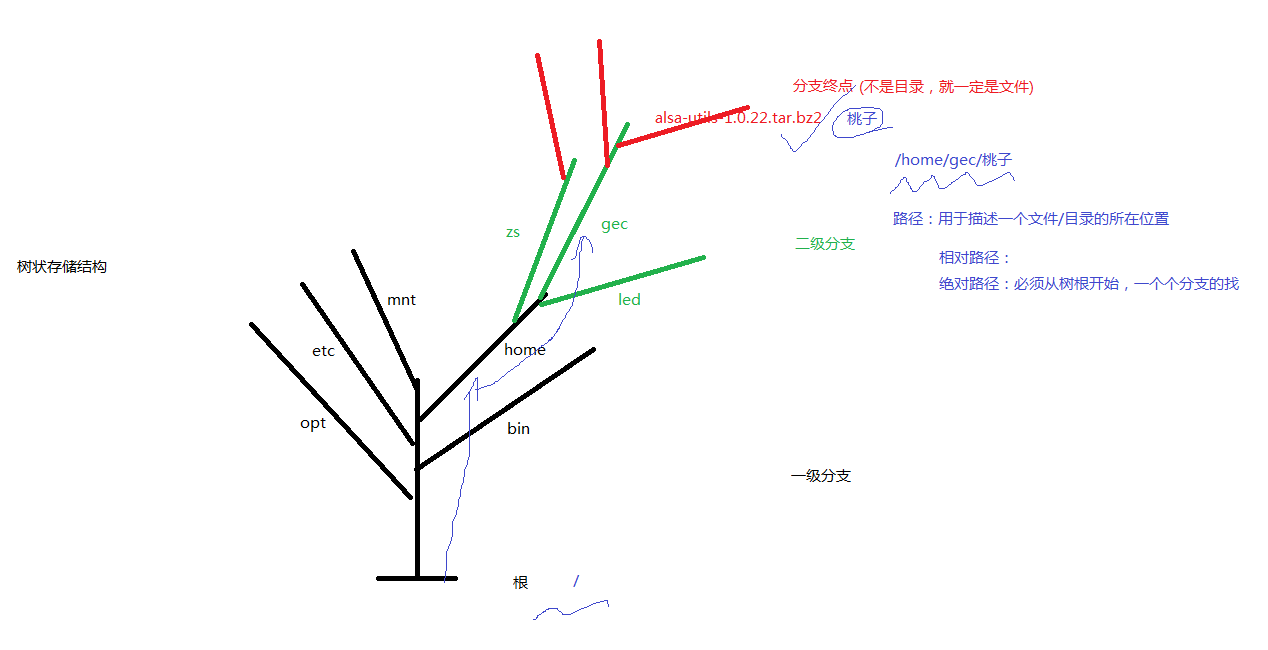 分支终点 (不是目录，就一定是文件)
alsa-utils-1.0.22.tar.bz2
桃子
/home/gec/桃子
路径：用于描述一个文件/目录的所在位置
zs
gec
二级分支
相对路径：
树状存储结构
绝对路径：必须从树根开始，一个个分支的找
mnt
led
etc
home
opt
bin
一级分支
根 /